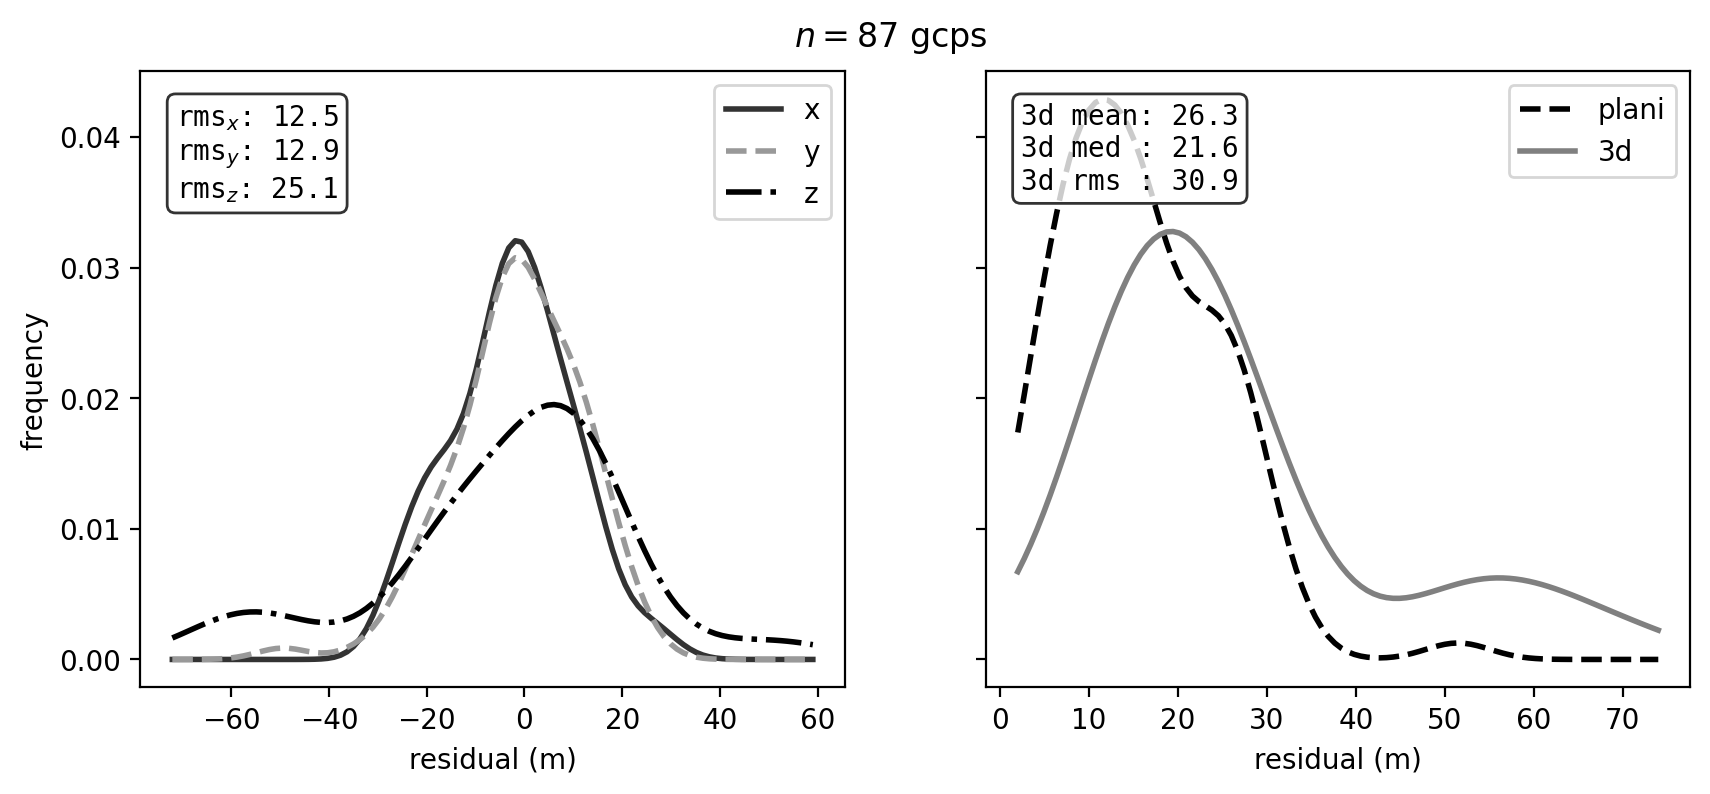 n = 87 gcps
rmsₓ: 12.5
rms_y: 12.9
rms_z: 25.1
x
y
z
0.04
0.03
0.02
0.01
0.00
frequency
−60 −40 −20 0 20 40 60
residual (m)
3d mean: 26.3
3d med : 21.6
3d rms : 30.9
plani
3d
0 10 20 30 40 50 60 70
residual (m)